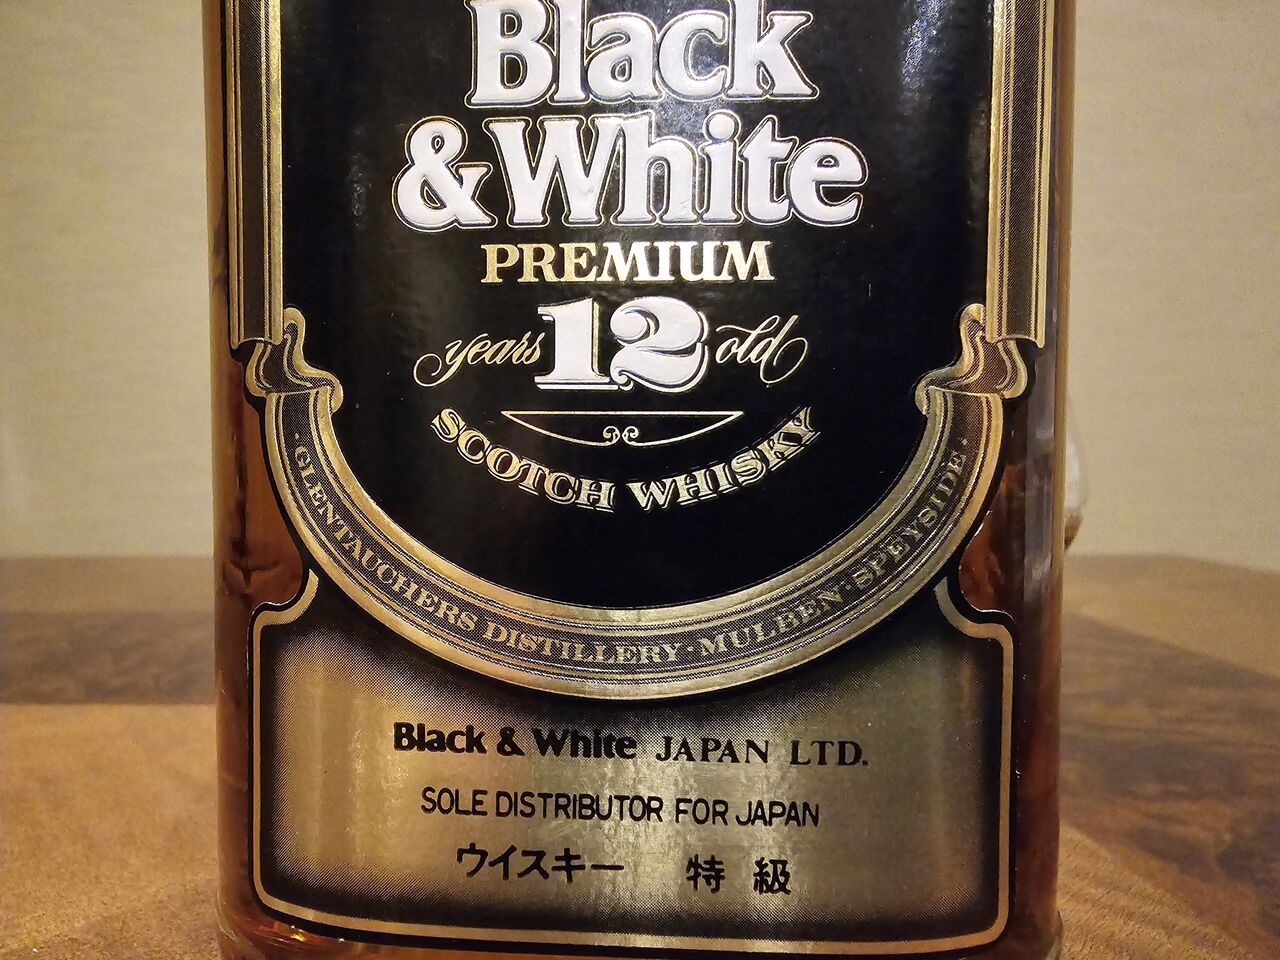 Black
& White
PREMIUM
years 12 old
SCOTCH WHISKY
·GLENTAUCHERS DISTILLERY·MULBEN·SPEYSIDE·
Black & White JAPAN LTD.
SOLE DISTRIBUTOR FOR JAPAN
ウイスキー 特級